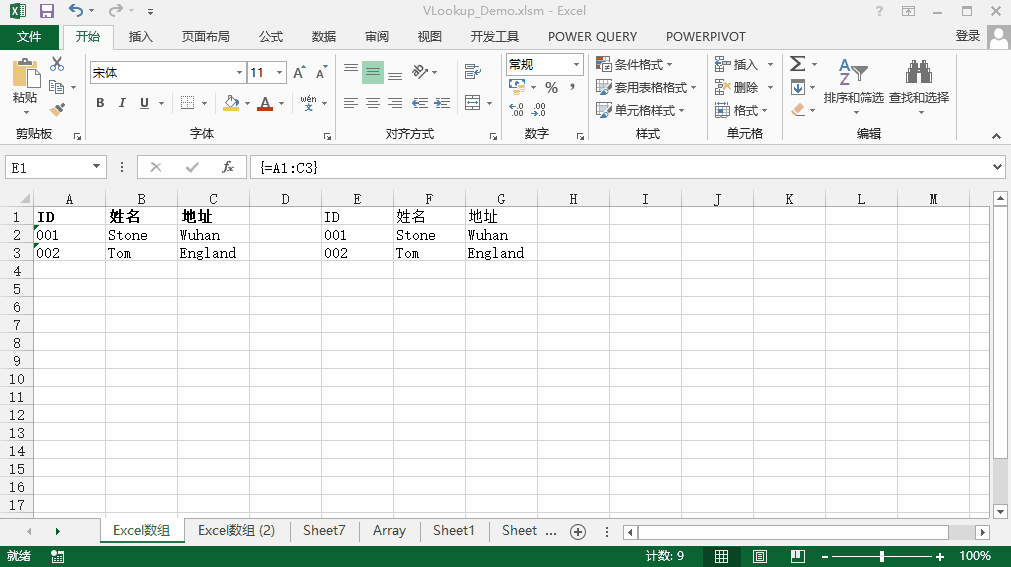 VLookup_Demo.xlsm - Excel
文件 开始 插入 页面布局 公式 数据 审阅 视图 开发工具 POWER QUERY POWERPIVOT 登录
宋体 11 常规 条件格式 插入
粘贴 套用表格格式 删除 排序和筛选 查找和选择
B I U A wén 文 % , 单元格样式 格式
剪贴板 字体 对齐方式 数字 样式 单元格 编辑
E1 fx {=A1:C3}
A B C D E F G H I J K L M
1 ID 姓名 地址 ID 姓名 地址
2 001 Stone Wuhan 001 Stone Wuhan
3 002 Tom England 002 Tom England
4
5
6
7
8
9
10
11
12
13
14
15
16
17
Excel数组 Excel数组 (2) Sheet7 Array Sheet1 Sheet ...
就绪 计数: 9 100%